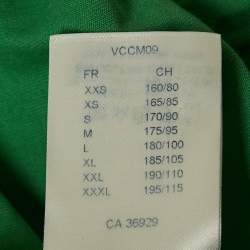 VCCM09
FR CH
XXS 160/80
XS 165/85
S 170/90
M 175/95
L 180/100
XL 185/105
XXL 190/110
XXXL 195/115
CA 36929